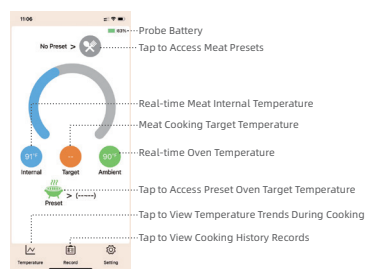 11:00
93%
Probe Battery
No Preset >
Tap to Access Meat Presets
Real-time Meat Internal Temperature
Meat Cooking Target Temperature
91°F
--
90°F
Real-time Oven Temperature
Internal
Target
Ambient
Tap to Access Preset Oven Target Temperature
> (-----)
Preset
Tap to View Temperature Trends During Cooking
Tap to View Cooking History Records
Temperature
Record
Setting